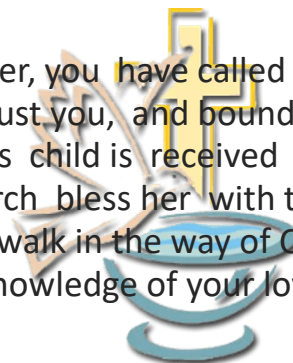 er, you have called
ust you, and bound
s child is received
rch bless her with t
walk in the way of C
nowledge of your lov